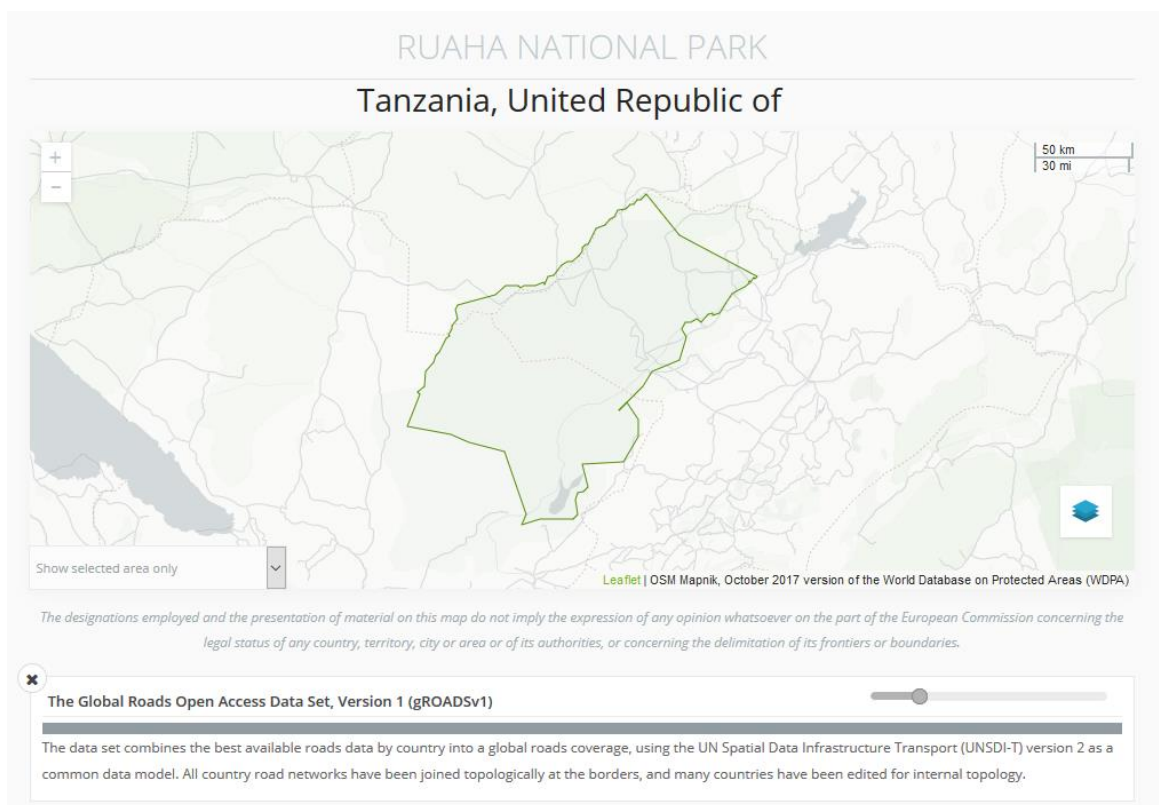 RUAHA NATIONAL PARK
Tanzania, United Republic of
+
−
50 km
30 mi
Show selected area only
Leaflet | OSM Mapnik, October 2017 version of the World Database on Protected Areas (WDPA)
The designations employed and the presentation of material on this map do not imply the expression of any opinion whatsoever on the part of the European Commission concerning the
legal status of any country, territory, city or area or of its authorities, or concerning the delimitation of its frontiers or boundaries.
The Global Roads Open Access Data Set, Version 1 (gROADSv1)
The data set combines the best available roads data by country into a global roads coverage, using the UN Spatial Data Infrastructure Transport (UNSDI-T) version 2 as a
common data model. All country road networks have been joined topologically at the borders, and many countries have been edited for internal topology.